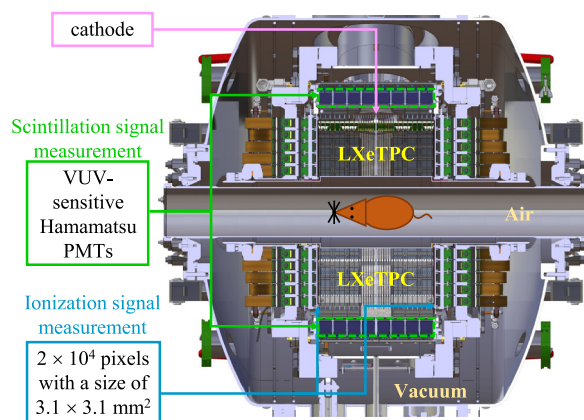 cathode
Scintillation signal
measurement
VUV-
sensitive
Hamamatsu
PMTs
LXeTPC
Air
LXeTPC
Ionization signal
measurement
2 × 10⁴ pixels
with a size of
3.1 × 3.1 mm²
Vacuum